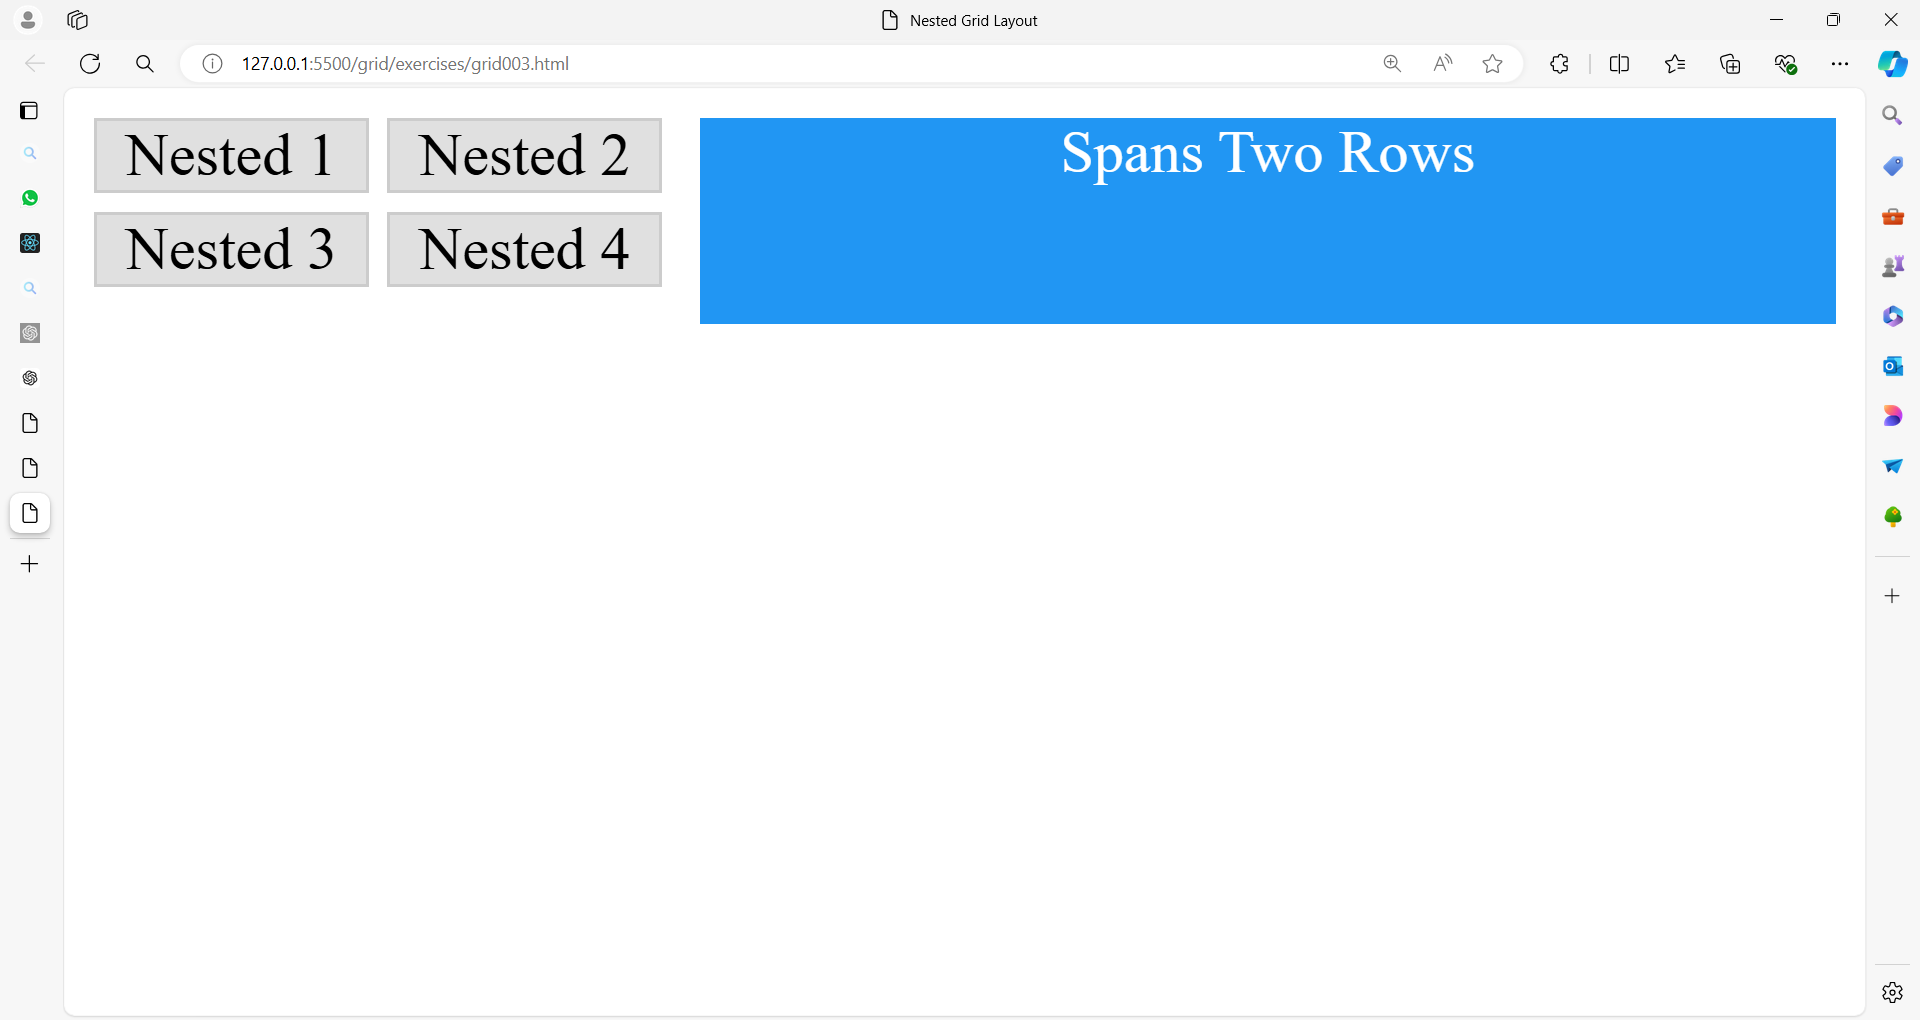 Nested Grid Layout
127.0.0.1:5500/grid/exercises/grid003.html
Nested 1 Nested 2
Spans Two Rows
Nested 3 Nested 4